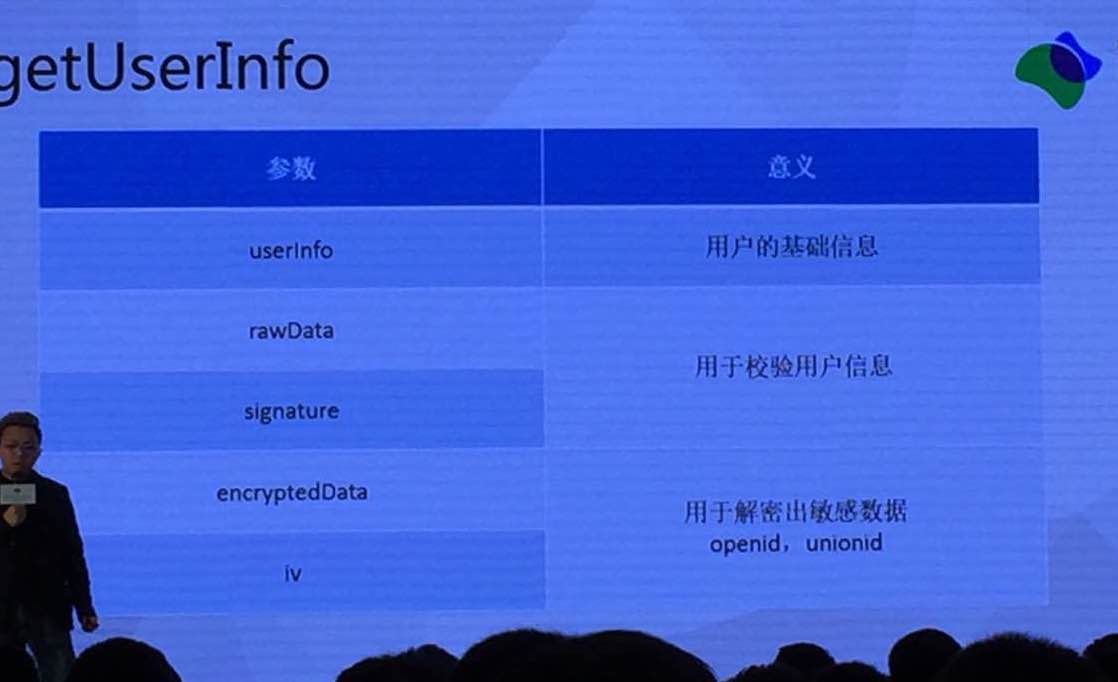 getUserInfo
参数
意义
userInfo
用户的基础信息
rawData
用于校验用户信息
signature
encryptedData
用于解密出敏感数据
openid，unionid
iv